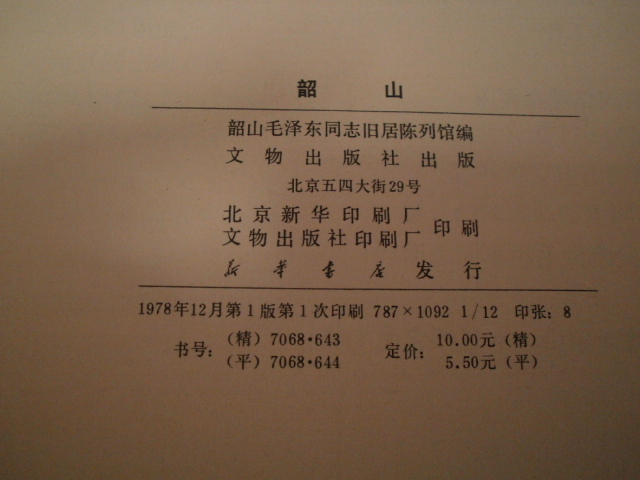 韶 山
韶山毛泽东同志旧居陈列馆编
文物出版社出版
北京五四大街29号
北京新华印刷厂
文物出版社印刷厂 印刷
新华书店发行
1978年12月第1版第1次印刷 787×1092 1/12 印张：8
书号：（精）7068·643 定价：10.00元（精）
（平）7068·644 5.50元（平）